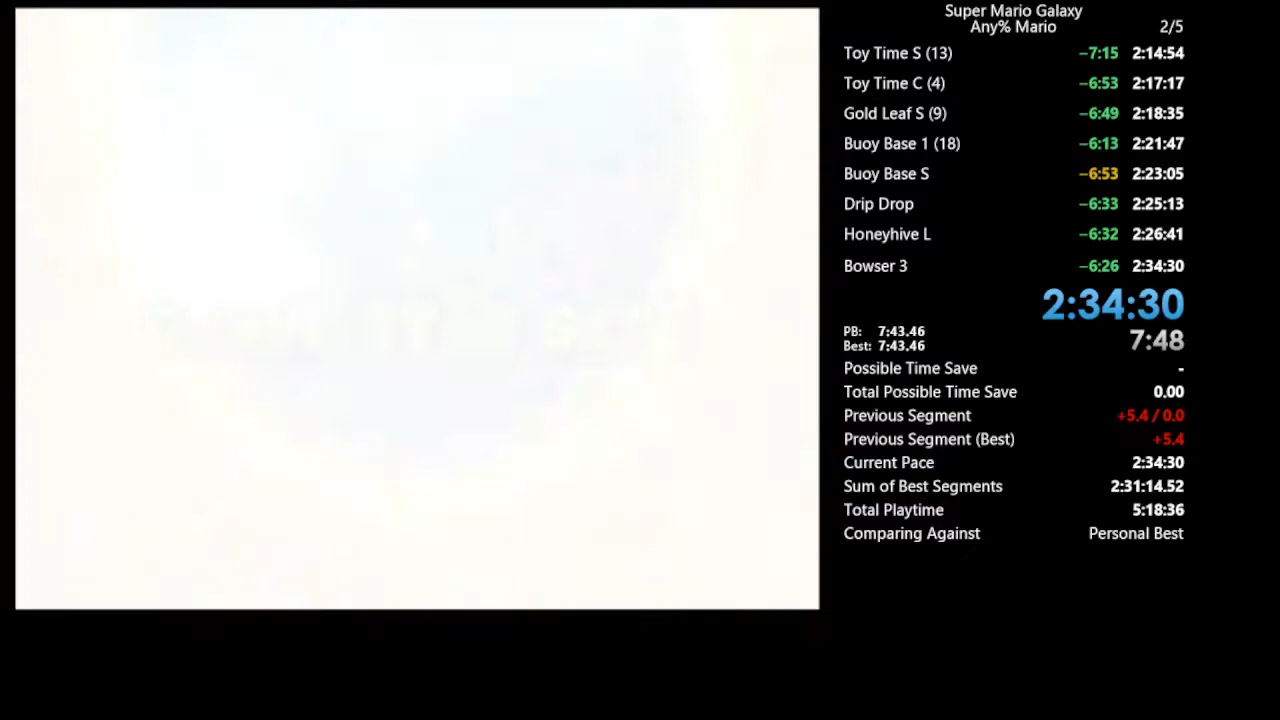 Super Mario Galaxy
Any% Mario 2/5
Toy Time S (13) −7:15 2:14:54
Toy Time C (4) −6:53 2:17:17
Gold Leaf S (9) −6:49 2:18:35
Buoy Base 1 (18) −6:13 2:21:47
Buoy Base S −6:53 2:23:05
Drip Drop −6:33 2:25:13
Honeyhive L −6:32 2:26:41
Bowser 3 −6:26 2:34:30
2:34:30
PB: 7:43.46
Best: 7:43.46
7:48
Possible Time Save -
Total Possible Time Save 0.00
Previous Segment +5.4 / 0.0
Previous Segment (Best) +5.4
Current Pace 2:34:30
Sum of Best Segments 2:31:14.52
Total Playtime 5:18:36
Comparing Against Personal Best